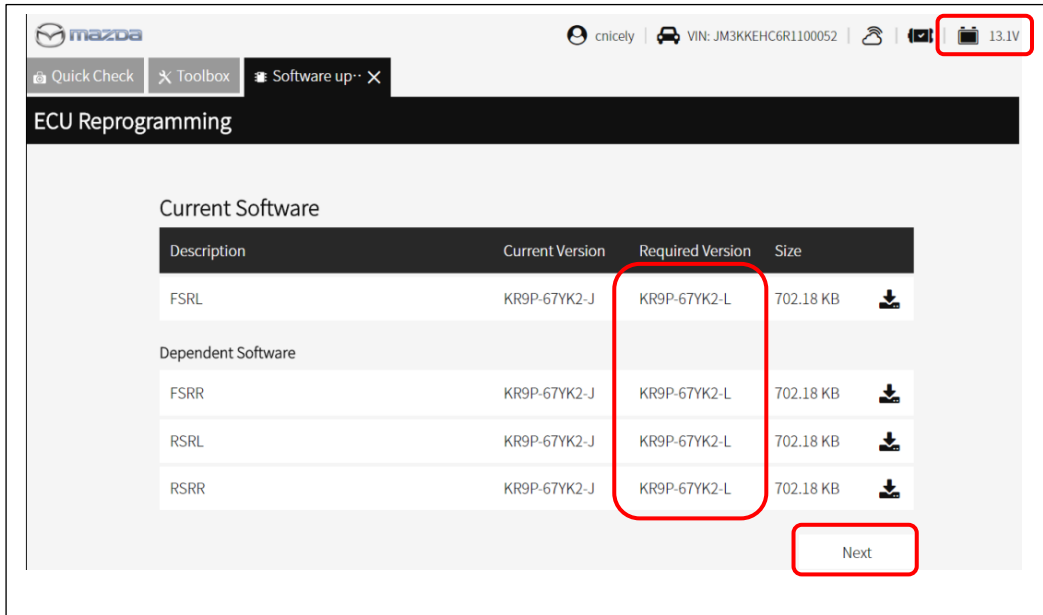 mazda
cnicely VIN: JM3KKEHC6R1100052 13.1V
Quick Check Toolbox Software up·· X
ECU Reprogramming
Current Software
Description Current Version Required Version Size
FSRL KR9P-67YK2-J KR9P-67YK2-L 702.18 KB
Dependent Software
FSRR KR9P-67YK2-J KR9P-67YK2-L 702.18 KB
RSRL KR9P-67YK2-J KR9P-67YK2-L 702.18 KB
RSRR KR9P-67YK2-J KR9P-67YK2-L 702.18 KB
Next